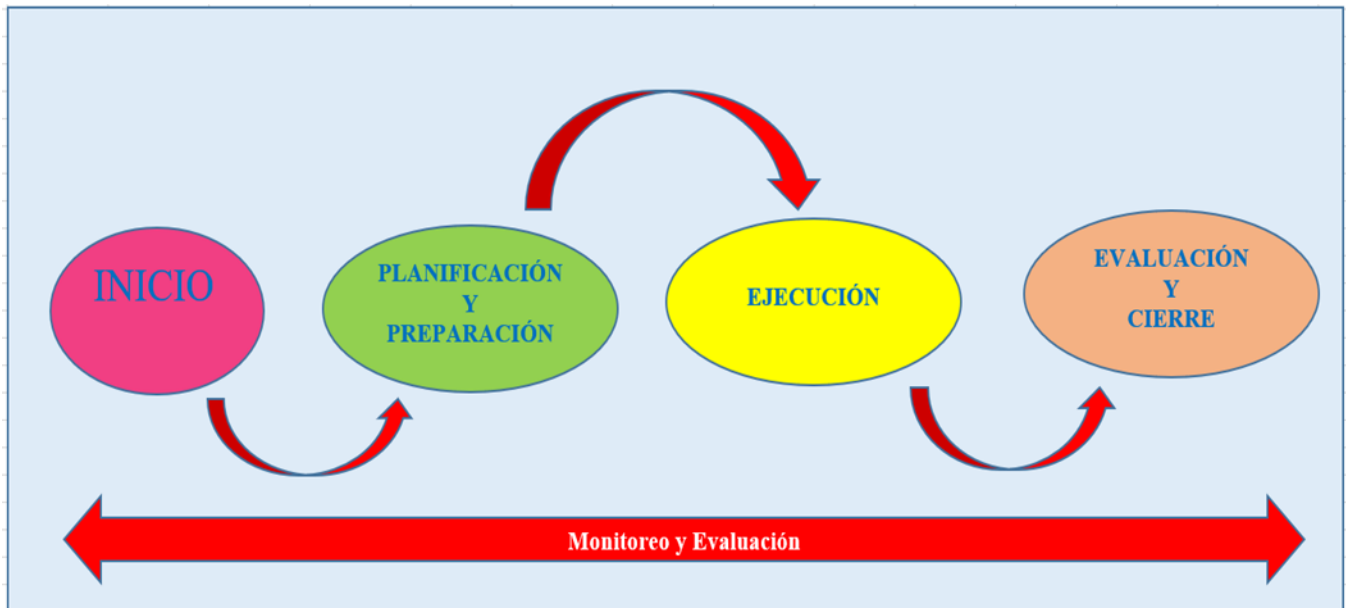 INICIO
PLANIFICACIÓN
Y
PREPARACIÓN
EJECUCIÓN
EVALUACIÓN
Y
CIERRE
Monitoreo y Evaluación